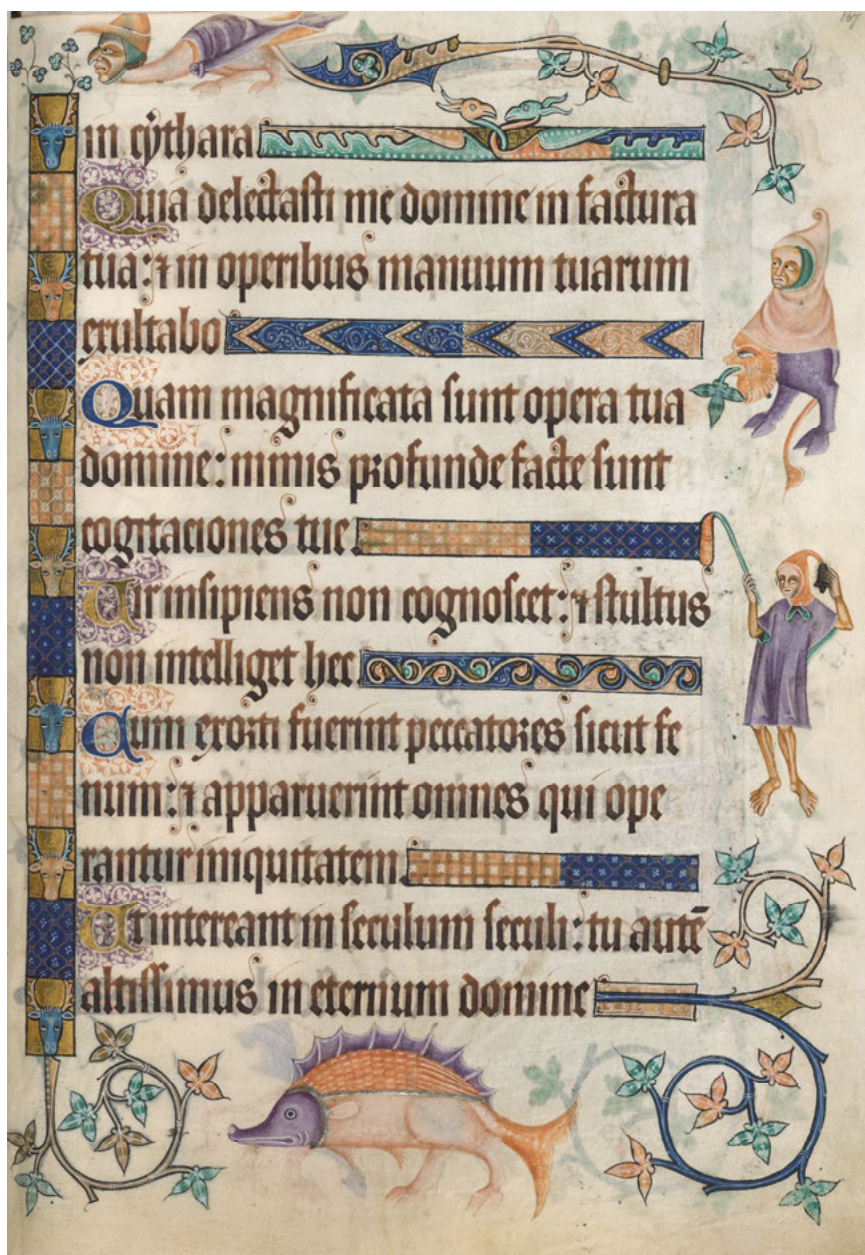 in cythara
Quia delectasti me domine in factura
tua: ⁊ in operibus manuum tuarum
exultabo
Quam magnificata sunt opera tua
domine: nimis profunde facte sunt
cogitaciones tue.
Vir insipiens non cognoscet: ⁊ stultus
non intelliget hec
Cum exorti fuerint peccatores sicut fe
num: ⁊ apparuerint omnes qui ope
rantur iniquitatem.
Ut intereant in seculum seculi: tu autē
altissimus in eternum domine